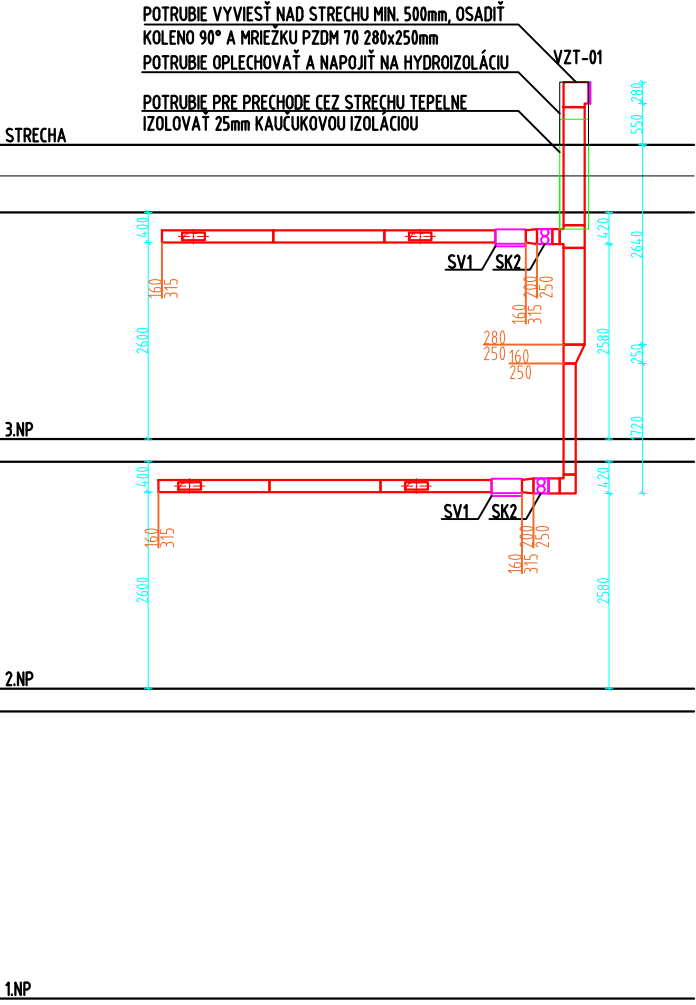 POTRUBIE VYVIESŤ NAD STRECHU MIN. 500mm, OSADIŤ
KOLENO 90° A MRIEŽKU PZDM 70 280x250mm
POTRUBIE OPLECHOVAŤ A NAPOJIŤ NA HYDROIZOLÁCIU
VZT-01
POTRUBIE PRE PRECHODE CEZ STRECHU TEPELNE
IZOLOVAŤ 25mm KAUČUKOVOU IZOLÁCIOU
280
550
STRECHA
400
420
2640
SV1
SK2
160
315
200
250
160
315
2600
2580
280
250
160
250
250
720
3.NP
400
420
SV1
SK2
160
315
200
250
160
315
2600
2580
2.NP
1.NP